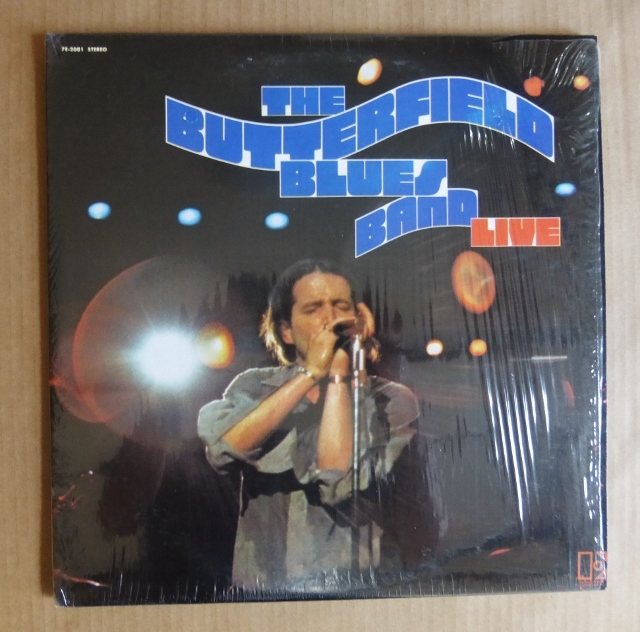 7E-2001 STEREO
THE
BUTTERFIELD
BLUES
BAND LIVE